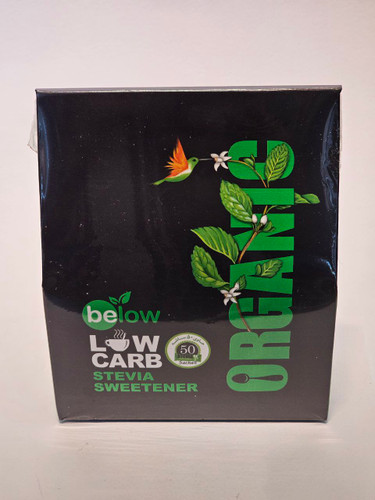 ORGANIC
below
LOW
CARB
STEVIA
SWEETENER
50